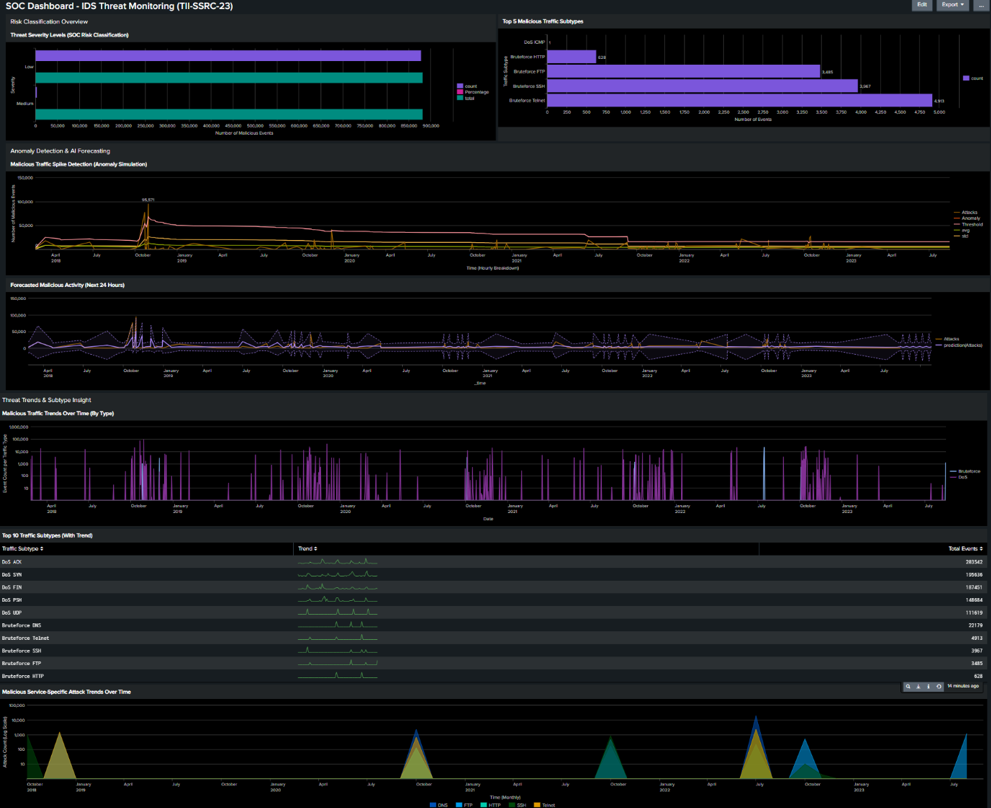 SOC Dashboard - IDS Threat Monitoring (TII-SSRC-23)
Edit
Export
...
Risk Classification Overview
Threat Severity Levels (SOC Risk Classification)
Severity
Low
Medium
0 50,000 100,000 150,000 200,000 250,000 300,000 350,000 400,000 450,000 500,000 550,000 600,000 650,000 700,000 750,000 800,000 850,000 900,000
Number of Malicious Events
count
Percentage
total
Top 5 Malicious Traffic Subtypes
Traffic Subtype
DoS ICMP 1
Bruteforce HTTP 628
Bruteforce FTP 3,485
Bruteforce SSH 3,967
Bruteforce Telnet 4,913
0 250 500 750 1,000 1,250 1,500 1,750 2,000 2,250 2,500 2,750 3,000 3,250 3,500 3,750 4,000 4,250 4,500 4,750 5,000
Number of Events
count
Anomaly Detection & AI Forecasting
Malicious Traffic Spike Detection (Anomaly Simulation)
Number of Malicious Events
150,000
100,000
50,000
April 2018 July October January 2019 April July October January 2020 April July October January 2021 April July October January 2022 April July October January 2023 April July
Time (Hourly Breakdown)
Attacks
Anomaly
Threshold
avg
Forecasted Malicious Activity (Next 24 Hours)
150,000
100,000
50,000
0
April 2018 July October January 2019 April July October January 2020 April July October January 2021 April July October January 2022 April July October January 2023 April July
_time
Attacks
prediction(Attacks)
Threat Trends & Subtype Insight
Malicious Traffic Trends Over Time (By Type)
Event Count per Traffic Type
1,000,000
100,000
10,000
1,000
100
10
April 2018 July October January 2019 April July October January 2020 April July October January 2021 April July October January 2022 April July October January 2023 April July
Date
Bruteforce
DoS
Top 10 Traffic Subtypes (With Trend)
Traffic Subtype Trend Total Events
DoS ACK 283542
DoS SYN 195636
DoS FIN 187451
DoS PSH 148684
DoS UDP 111619
Bruteforce DNS 22179
Bruteforce Telnet 4913
Bruteforce SSH 3967
Bruteforce FTP 3485
Bruteforce HTTP 628
14 minutes ago
Malicious Service-Specific Attack Trends Over Time
Attack Count (Log Scale)
100,000
10,000
1,000
100
10
October 2018 January 2019 April July October January 2020 April July October January 2021 April July October January 2022 April July October January 2023 April July
Time (Monthly)
DNS FTP HTTP SSH Telnet